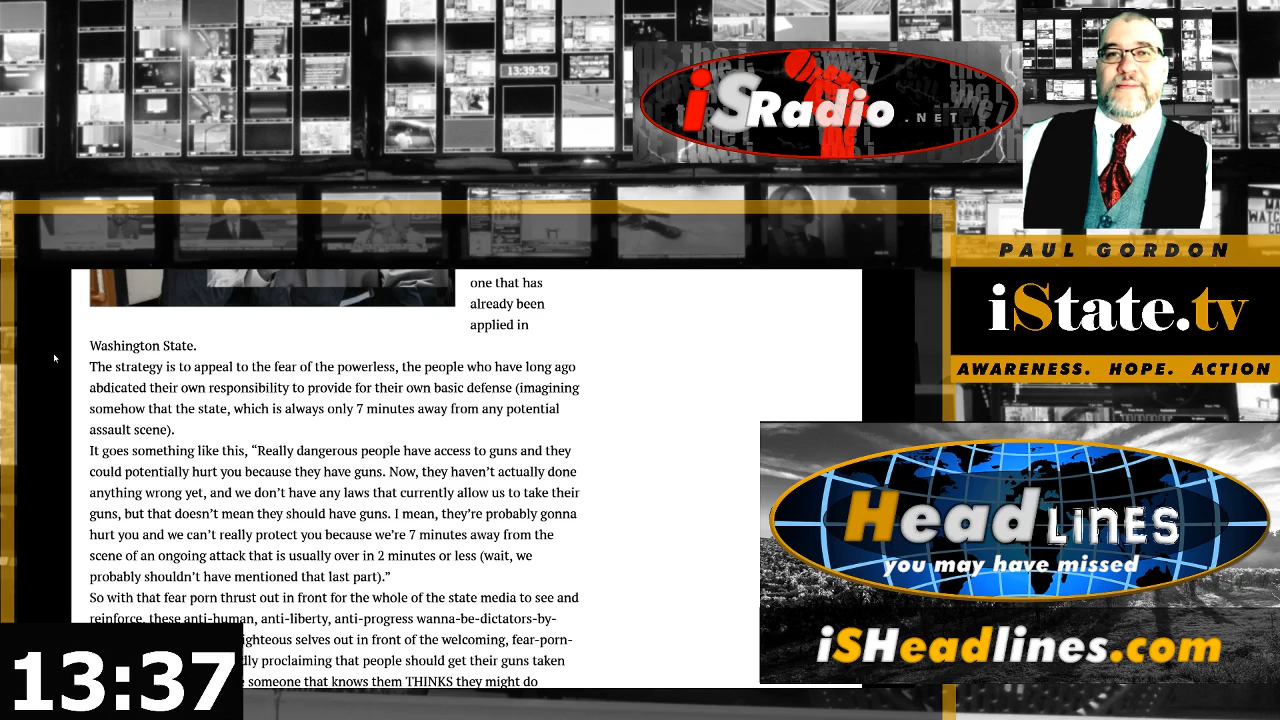 13:39:32
iSRadio.NET
PAUL GORDON
iState.tv
AWARENESS. HOPE. ACTION
one that has
already been
applied in
Washington State.
The strategy is to appeal to the fear of the powerless, the people who have long ago
abdicated their own responsibility to provide for their own basic defense (imagining
somehow that the state, which is always only 7 minutes away from any potential
assault scene).
It goes something like this, “Really dangerous people have access to guns and they
could potentially hurt you because they have guns. Now, they haven’t actually done
anything wrong yet, and we don’t have any laws that currently allow us to take their
guns, but that doesn’t mean they should have guns. I mean, they’re probably gonna
hurt you and we can’t really protect you because we’re 7 minutes away from the
scene of an ongoing attack that is usually over in 2 minutes or less (wait, we
probably shouldn’t have mentioned that last part).”
So with that fear porn thrust out in front for the whole of the state media to see and
reinforce, these anti-human, anti-liberty, anti-progress wanna-be-dictators-by-
selves out in front of the welcoming, fear-porn-
proclaiming that people should get their guns taken
someone that knows them THINKS they might do
HeadLINES
you may have missed
iSHeadlines.com
13:37